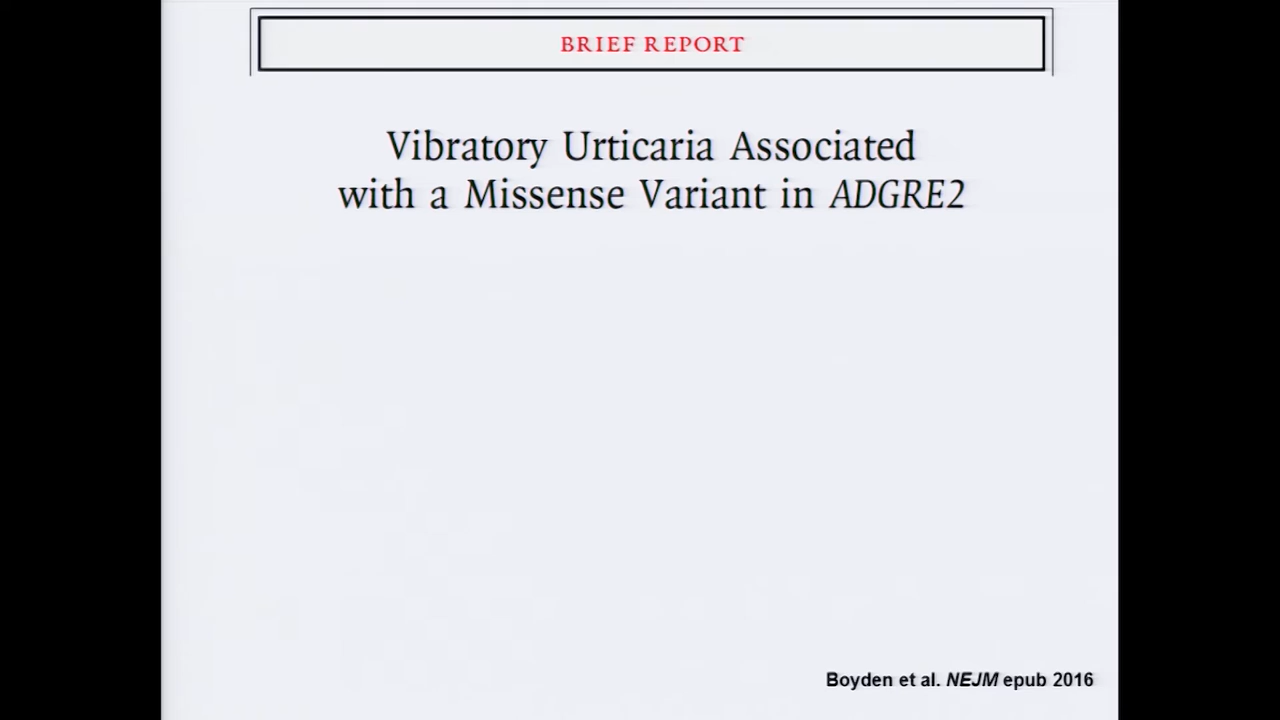 BRIEF REPORT
Vibratory Urticaria Associated
with a Missense Variant in ADGRE2
Boyden et al. NEJM epub 2016